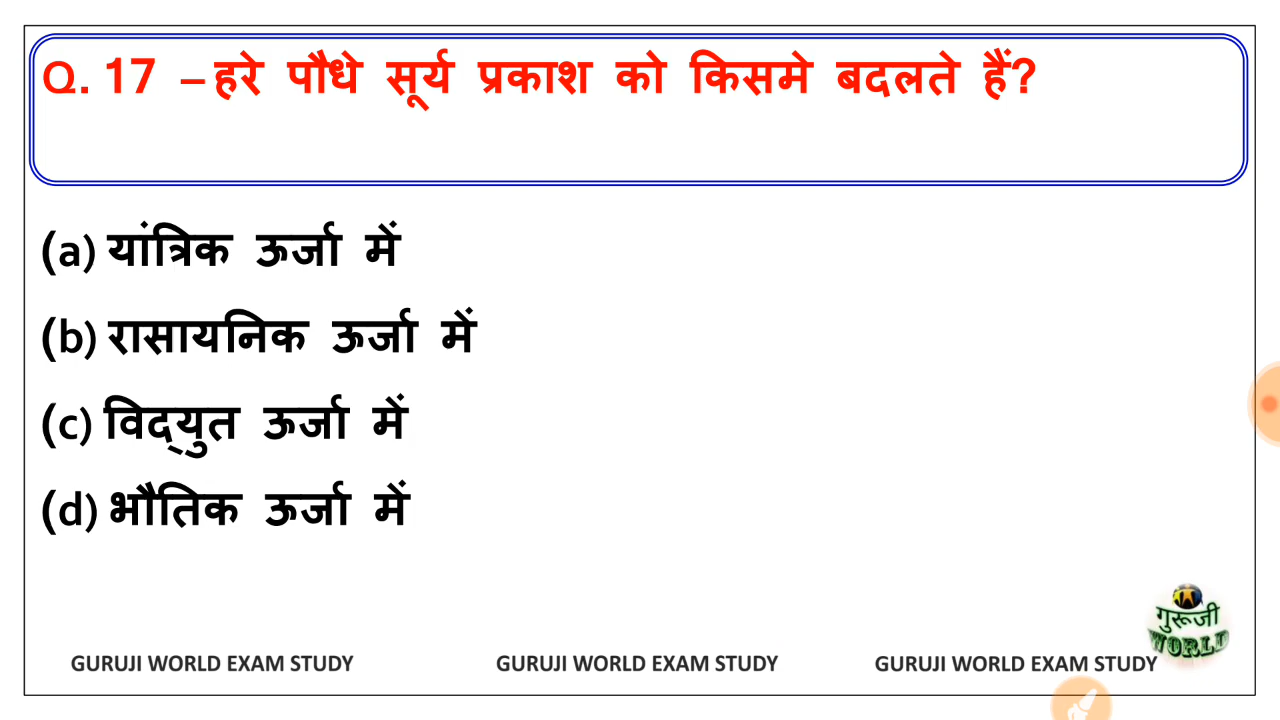 Q. 17 – हरे पौधे सूर्य प्रकाश को किसमे बदलते हैं?
(a) यांत्रिक ऊर्जा में
(b) रासायनिक ऊर्जा में
(c) विद्युत ऊर्जा में
(d) भौतिक ऊर्जा में
गुरूजी
WORLD
GURUJI WORLD EXAM STUDY GURUJI WORLD EXAM STUDY GURUJI WORLD EXAM STUDY